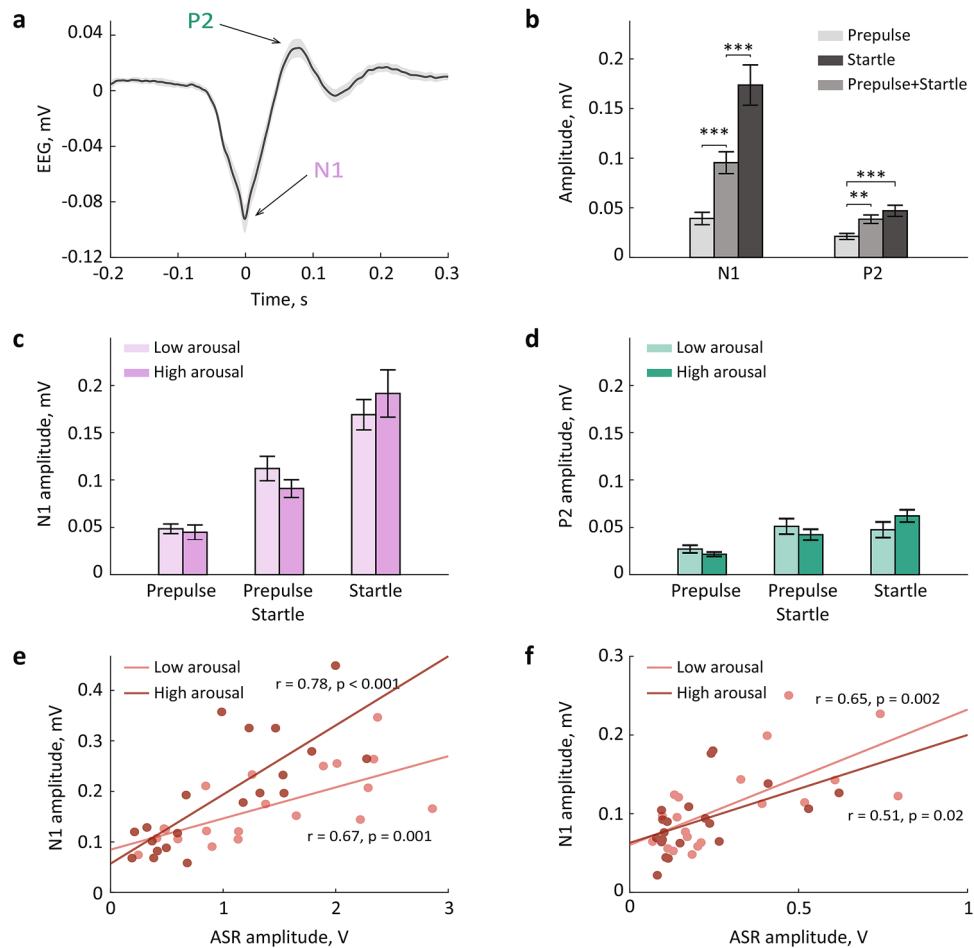 a
P2
0.04
0
-0.04
-0.08
-0.12
EEG, mV
N1
-0.2
-0.1
0
0.1
0.2
0.3
Time, s
b
Prepulse
Startle
Prepulse+Startle
0.2
0.15
0.1
0.05
0
Amplitude, mV
***
***
***
**
N1
P2
c
Low arousal
High arousal
0.2
0.15
0.1
0.05
0
N1 amplitude, mV
Prepulse
Prepulse
Startle
Startle
d
Low arousal
High arousal
0.2
0.15
0.1
0.05
0
P2 amplitude, mV
Prepulse
Prepulse
Startle
Startle
e
Low arousal
High arousal
r = 0.78, p < 0.001
r = 0.67, p = 0.001
0.4
0.3
0.2
0.1
0
N1 amplitude, mV
0
1
2
3
ASR amplitude, V
f
Low arousal
High arousal
r = 0.65, p = 0.002
r = 0.51, p = 0.02
0.3
0.2
0.1
0
N1 amplitude, mV
0
0.5
1
ASR amplitude, V